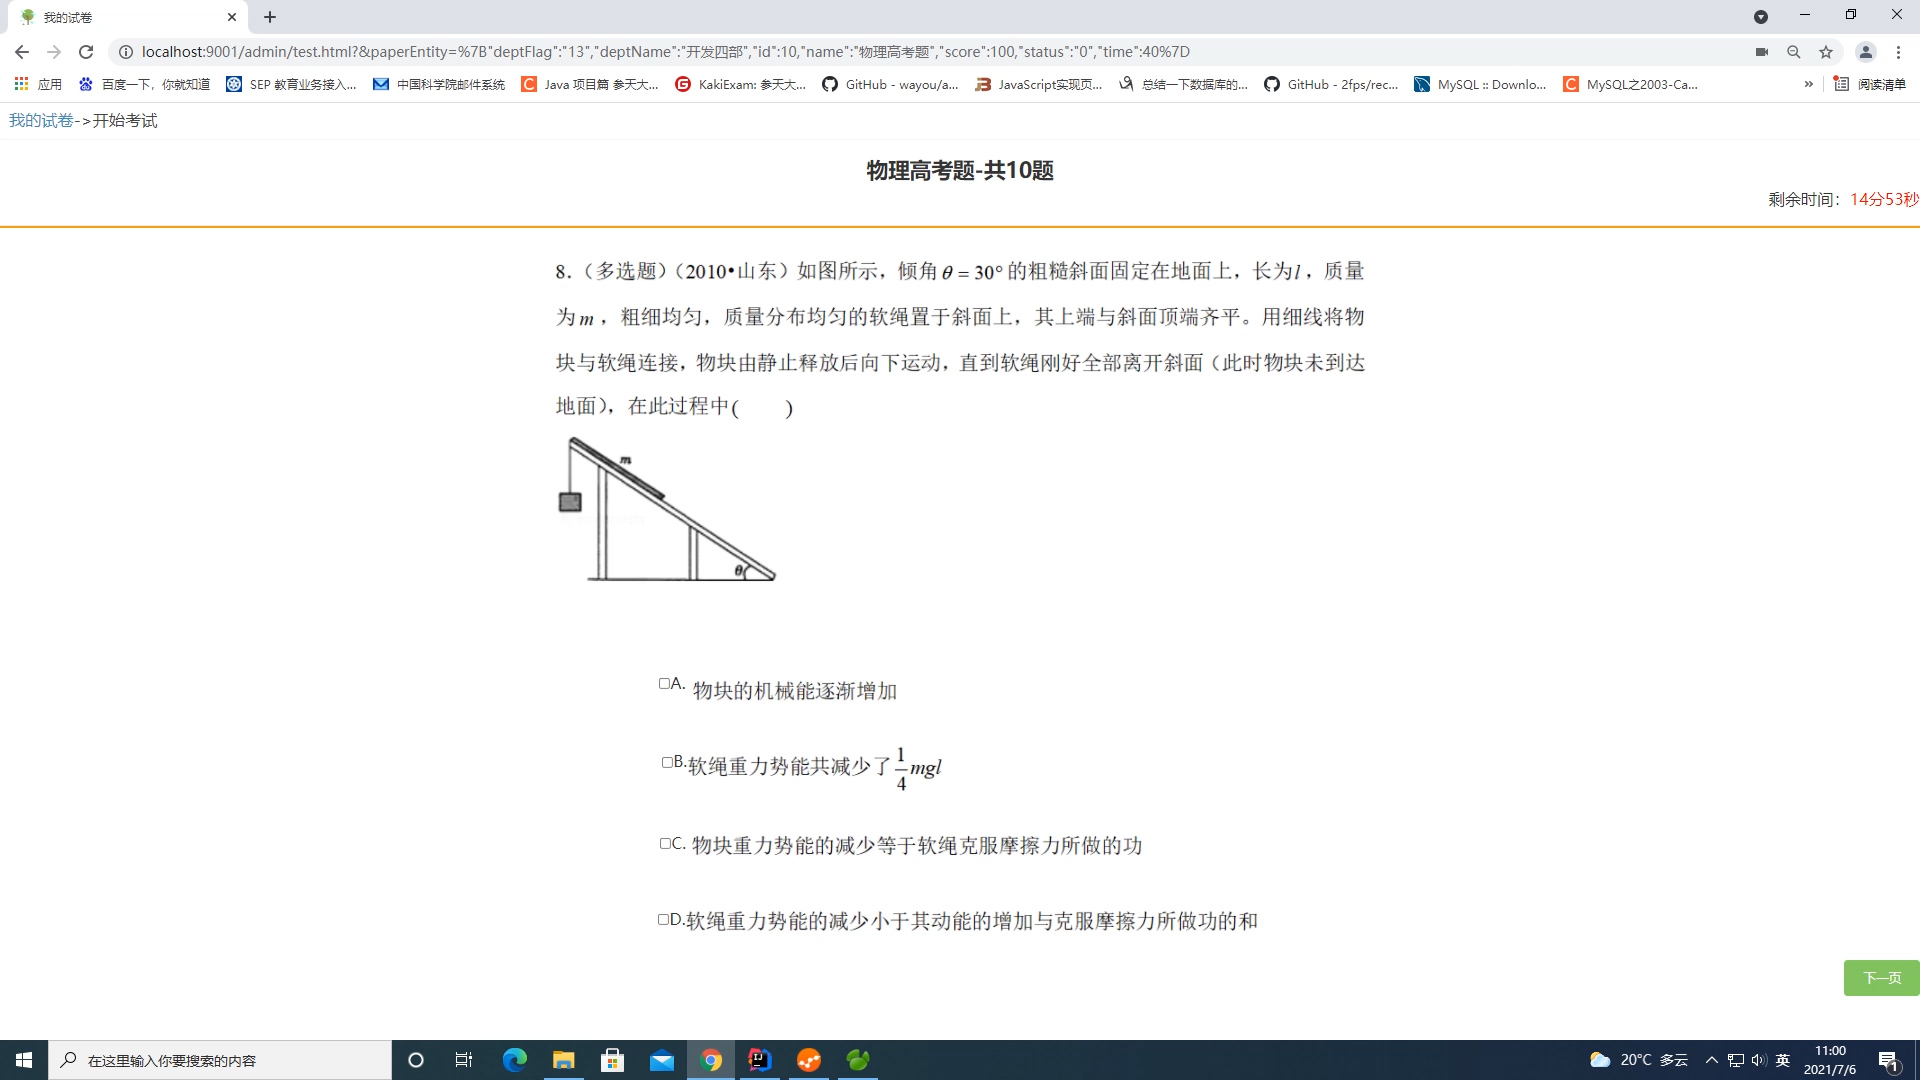 我的试卷
localhost:9001/admin/test.html?&paperEntity=%7B"deptFlag":"13","deptName":"开发四部","id":10,"name":"物理高考题","score":100,"status":"0","time":40%7D
应用 百度一下，你就知道 SEP 教育业务接入... 中国科学院邮件系统 Java 项目篇 参天大... KakiExam: 参天大... GitHub - wayou/a... JavaScript实现页... 总结一下数据库的... GitHub - 2fps/rec... MySQL :: Downlo... MySQL之2003-Ca... » 阅读清单
我的试卷->开始考试
物理高考题-共10题
剩余时间：14分53秒
8.（多选题）（2010•山东）如图所示，倾角θ = 30°的粗糙斜面固定在地面上，长为l，质量
为m，粗细均匀，质量分布均匀的软绳置于斜面上，其上端与斜面顶端齐平。用细线将物
块与软绳连接，物块由静止释放后向下运动，直到软绳刚好全部离开斜面（此时物块未到达
地面），在此过程中(　　)
m
θ
A. 物块的机械能逐渐增加
B.软绳重力势能共减少了1/4 mgl
C. 物块重力势能的减少等于软绳克服摩擦力所做的功
D.软绳重力势能的减少小于其动能的增加与克服摩擦力所做功的和
下一页
在这里输入你要搜索的内容
20°C 多云 英 11:00
2021/7/6
1